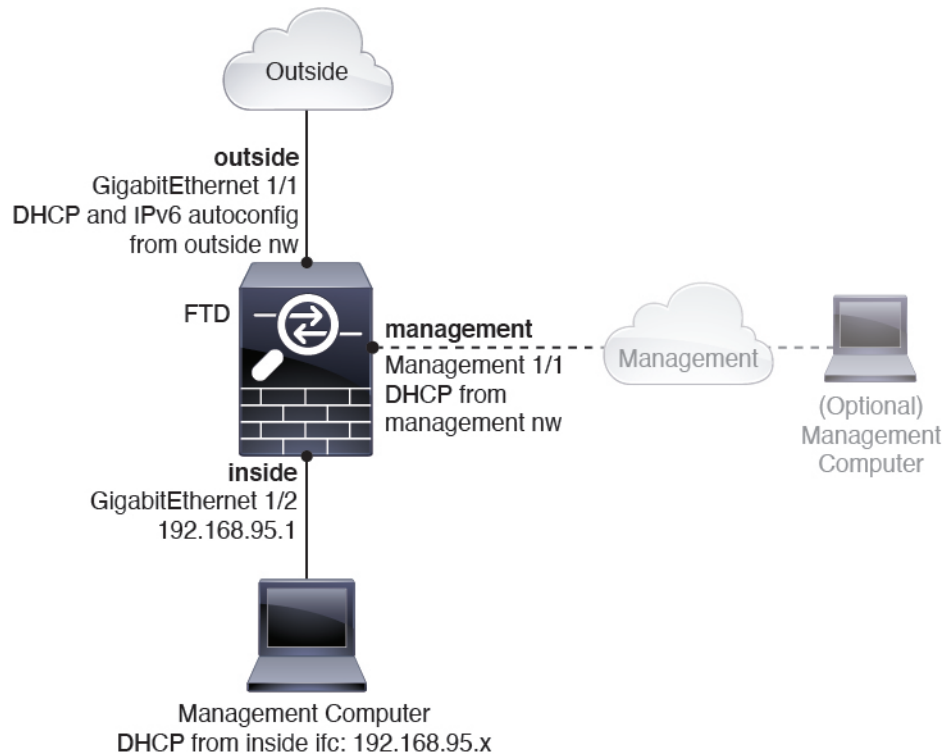 Outside
outside
GigabitEthernet 1/1
DHCP and IPv6 autoconfig
from outside nw
FTD
management
Management 1/1
DHCP from
management nw
Management
(Optional)
Management
Computer
inside
GigabitEthernet 1/2
192.168.95.1
Management Computer
DHCP from inside ifc: 192.168.95.x